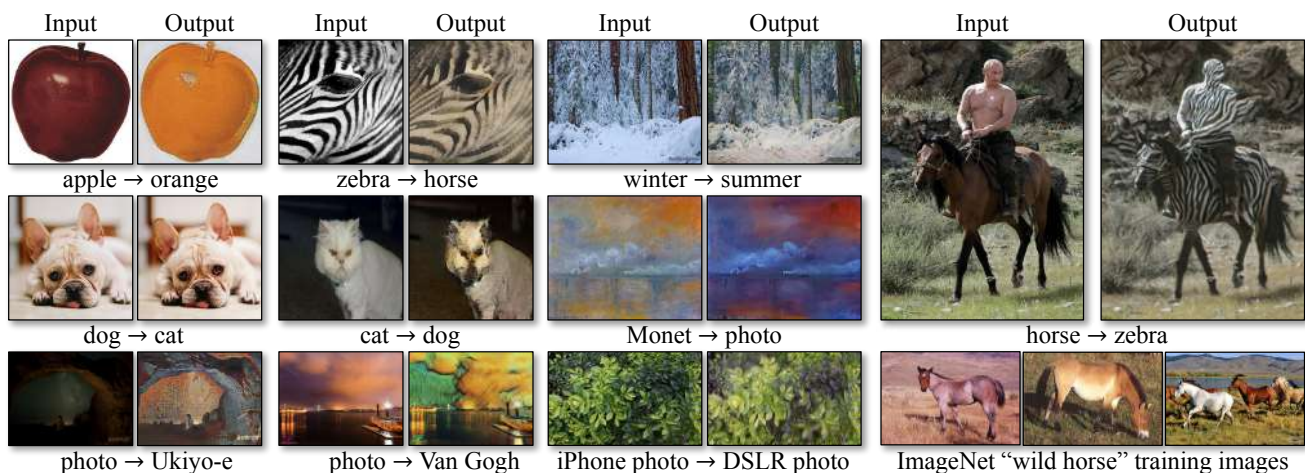 Input Output Input Output Input Output Input Output
apple → orange zebra → horse winter → summer
dog → cat cat → dog Monet → photo horse → zebra
photo → Ukiyo-e photo → Van Gogh iPhone photo → DSLR photo ImageNet “wild horse” training images